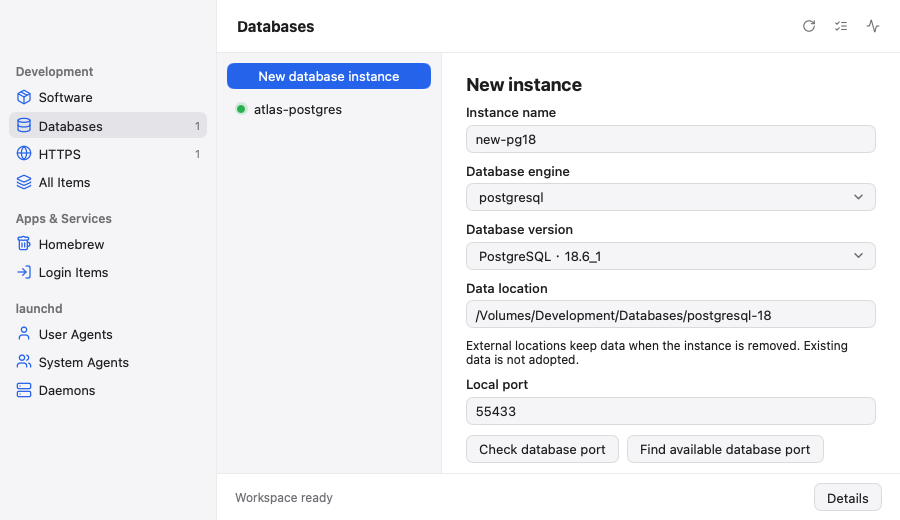 Databases
Development
Software
Databases 1
HTTPS 1
All Items
Apps & Services
Homebrew
Login Items
launchd
User Agents
System Agents
Daemons
New database instance
atlas-postgres
New instance
Instance name
new-pg18
Database engine
postgresql
Database version
PostgreSQL · 18.6_1
Data location
/Volumes/Development/Databases/postgresql-18
External locations keep data when the instance is removed. Existing
data is not adopted.
Local port
55433
Check database port Find available database port
Workspace ready
Details